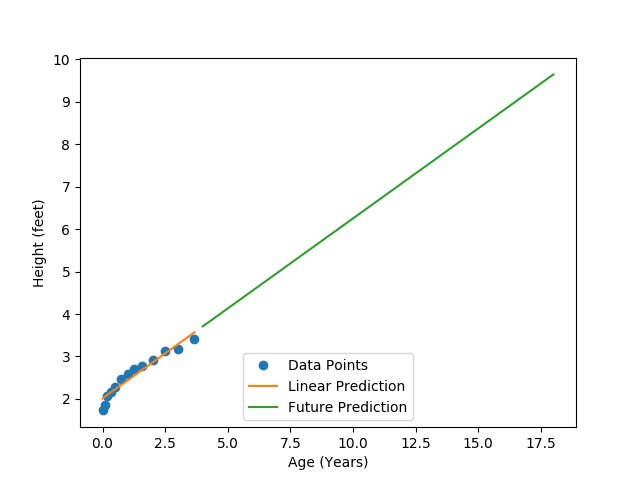 10
9
8
7
6
5
4
3
2
Height (feet)
Data Points
Linear Prediction
Future Prediction
0.0 2.5 5.0 7.5 10.0 12.5 15.0 17.5
Age (Years)